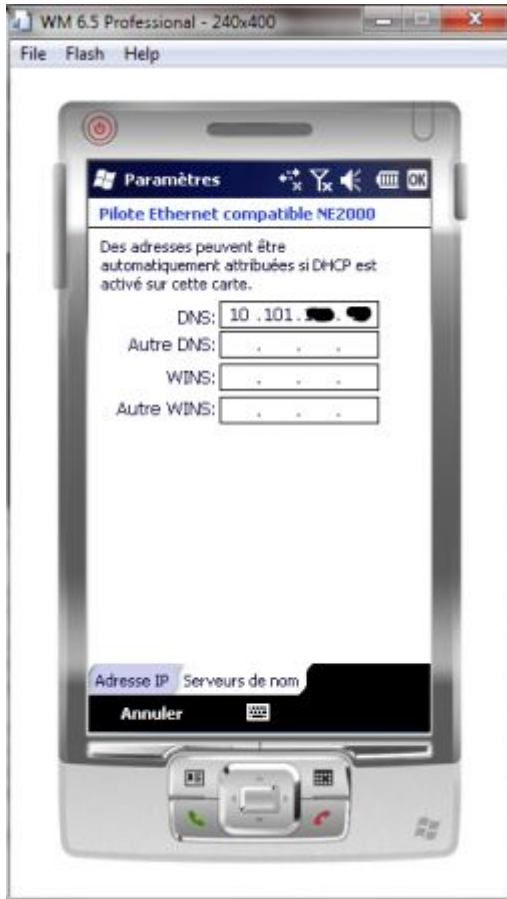 WM 6.5 Professional - 240x400
File Flash Help
Paramètres OK
Pilote Ethernet compatible NE2000
Des adresses peuvent être
automatiquement attribuées si DHCP est
activé sur cette carte.
DNS: 10 .101. .
Autre DNS: . . .
WINS: . . .
Autre WINS: . . .
Adresse IP Serveurs de nom
Annuler